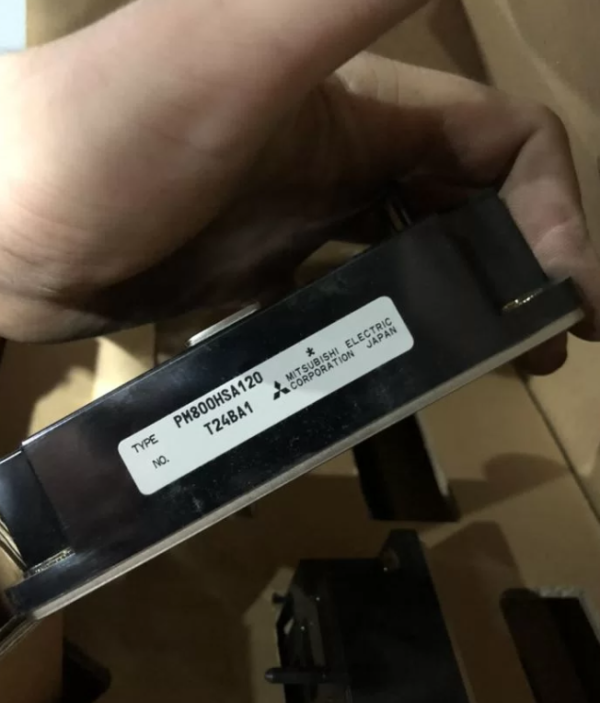 TYPE PM800HSA120
NO. T24BA1
MITSUBISHI ELECTRIC
CORPORATION JAPAN